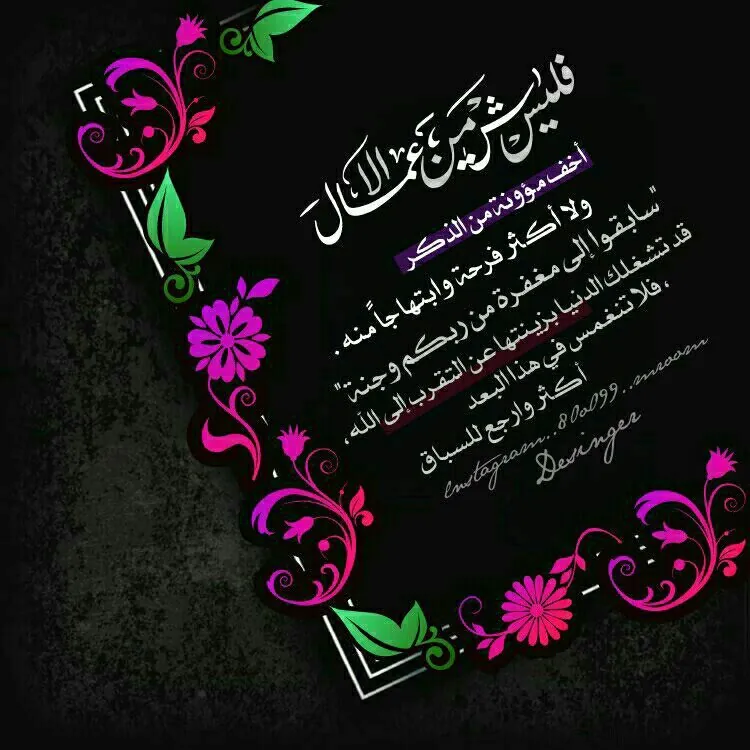 فليس شيءٌ من الأعمال
أخف مؤونة من الذكر
ولا أكثر فرحة وابتهاجاً منه .
"سابقوا إلى مغفرة من ربكم وجنة"
قد تشغلك الدنيا بزينتها عن التقرب إلى الله،
، فلا تنغمس في هذا البعد
أكثر وارجع للسباق
instagram..80a099..mroom
Desinger